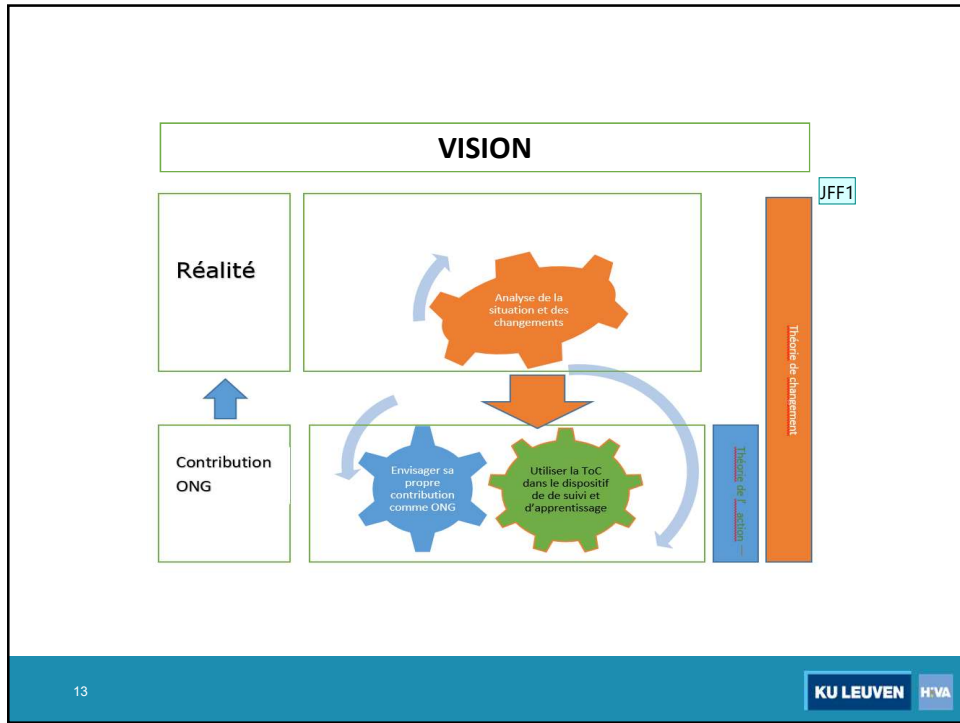 VISION
JFF1
Réalité
Analyse de la
situation et des
changements
Théorie de changement
Contribution
ONG
Envisager sa
propre
contribution
comme ONG
Utiliser la ToC
dans le dispositif
de de suivi et
d'apprentissage
Théorie de l' action
13
KU LEUVEN
HIVA